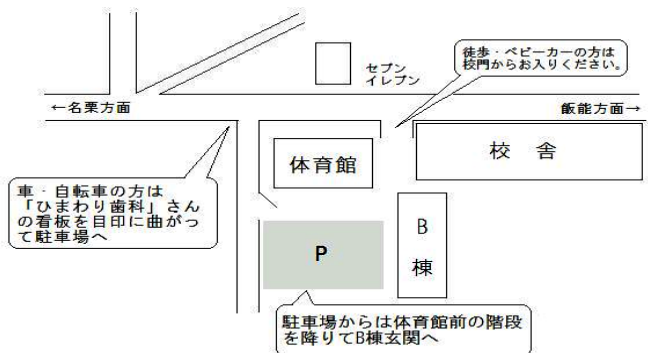 徒歩・ベビーカーの方は
校門からお入りください。
セブン
イレブン
←名栗方面
飯能方面→
体育館
校舎
車・自転車の方は
「ひまわり歯科」さん
の看板を目印に曲がっ
て駐車場へ
P
B
棟
駐車場からは体育館前の階段
を降りてB棟玄関へ